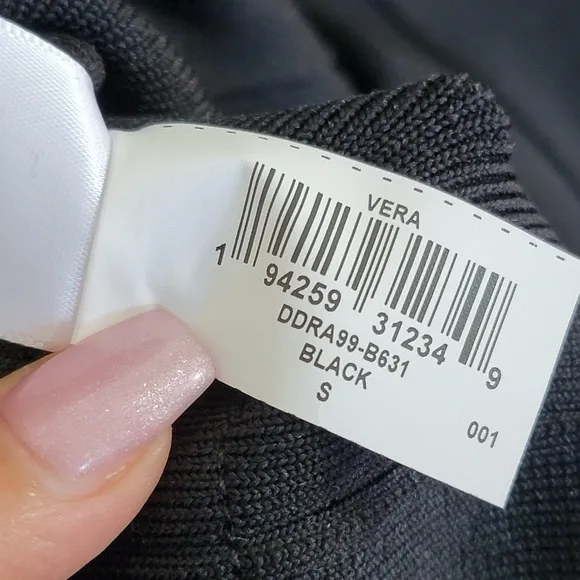 VERA
1 94259 31234 9
DDRA99-B631
BLACK
S
001